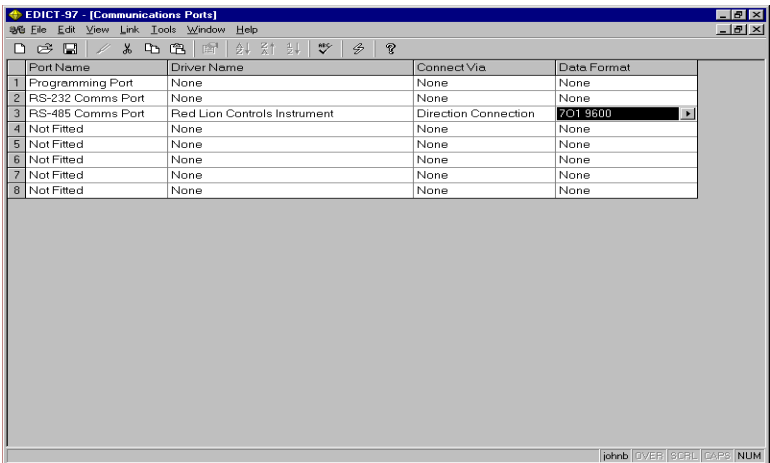 EDICT-97 - [Communications Ports]
File Edit View Link Tools Window Help
Port Name Driver Name Connect Via Data Format
1 Programming Port None None None
2 RS-232 Comms Port None None None
3 RS-485 Comms Port Red Lion Controls Instrument Direction Connection 7O1 9600
4 Not Fitted None None None
5 Not Fitted None None None
6 Not Fitted None None None
7 Not Fitted None None None
8 Not Fitted None None None
johnb OVER SCRL CAPS NUM